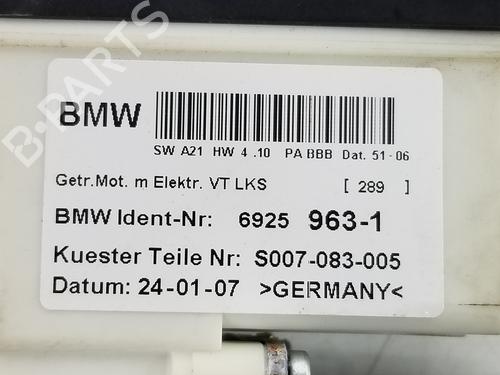 B-PARTS
BMW
SW A21 HW 4 .10 PA BBB Dat. 51-06
Getr.Mot. m Elektr. VT LKS [ 289 ]
BMW Ident-Nr: 6925 963-1
Kuester Teile Nr: S007-083-005
Datum: 24-01-07 >GERMANY<